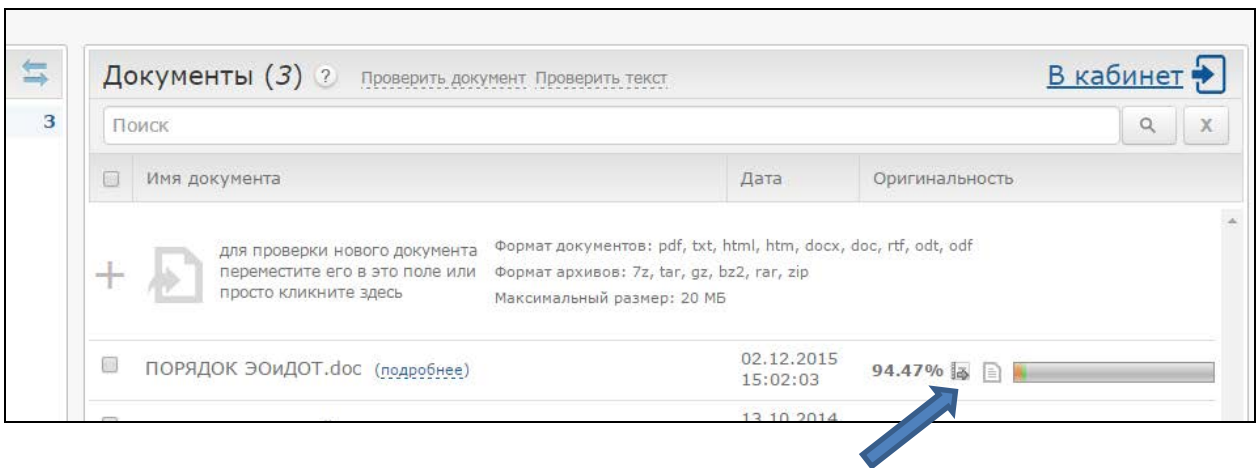 Документы (3) ? Проверить документ Проверить текст В кабинет
3
Поиск
X
Имя документа Дата Оригинальность
для проверки нового документа
переместите его в это поле или
просто кликните здесь
Формат документов: pdf, txt, html, htm, docx, doc, rtf, odt, odf
Формат архивов: 7z, tar, gz, bz2, rar, zip
Максимальный размер: 20 МБ
ПОРЯДОК ЭОиДОТ.doc (подробнее)
02.12.2015
15:02:03
94.47%
13.10.2014